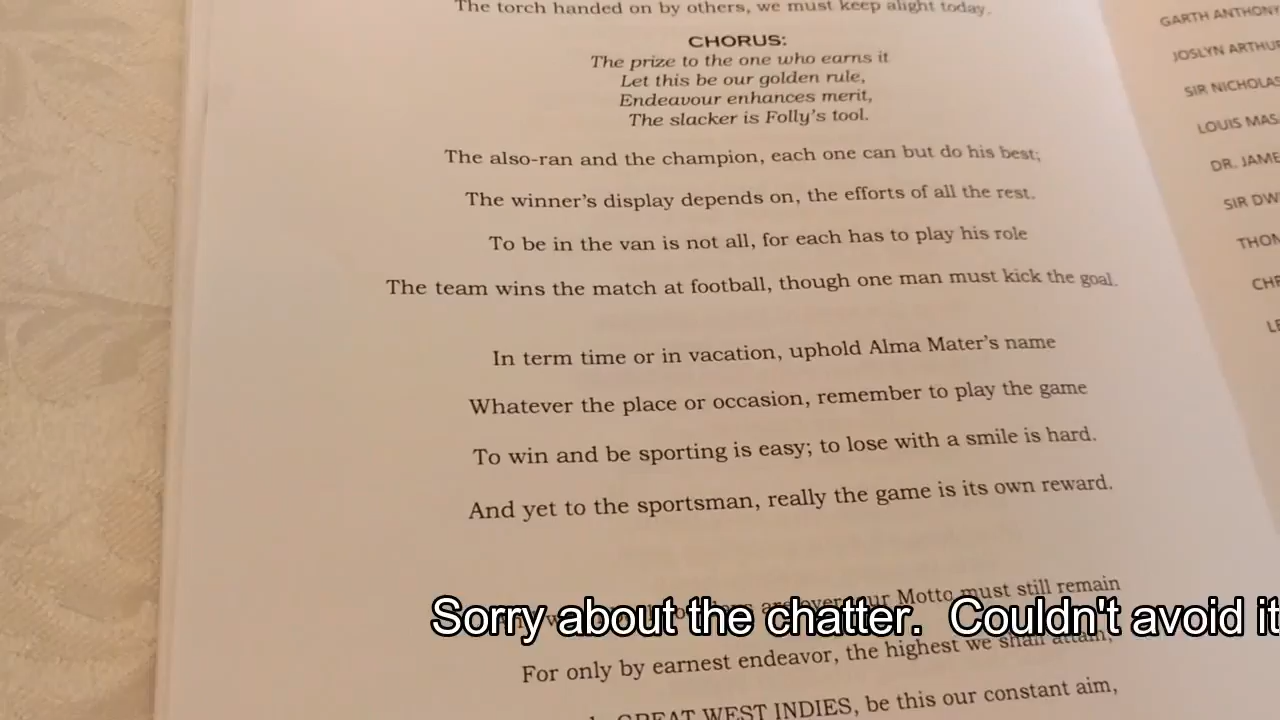 The torch handed on by others, we must keep alight today.
CHORUS:
The prize to the one who earns it
Let this be our golden rule,
Endeavour enhances merit,
The slacker is Folly's tool.
The also-ran and the champion, each one can but do his best;
The winner's display depends on, the efforts of all the rest.
To be in the van is not all, for each has to play his role
The team wins the match at football, though one man must kick the goal.
In term time or in vacation, uphold Alma Mater's name
Whatever the place or occasion, remember to play the game
To win and be sporting is easy; to lose with a smile is hard.
And yet to the sportsman, really the game is its own reward.
are over our Motto must still remain
Sorry about the chatter. Couldn't avoid it
For only by earnest endeavor, the highest we shall attain,
GREAT WEST INDIES, be this our constant aim,
GARTH ANTHONY
JOSLYN ARTHUR
SIR NICHOLAS
LOUIS MAS
DR. JAME
SIR DW
THOM
CHR
LE